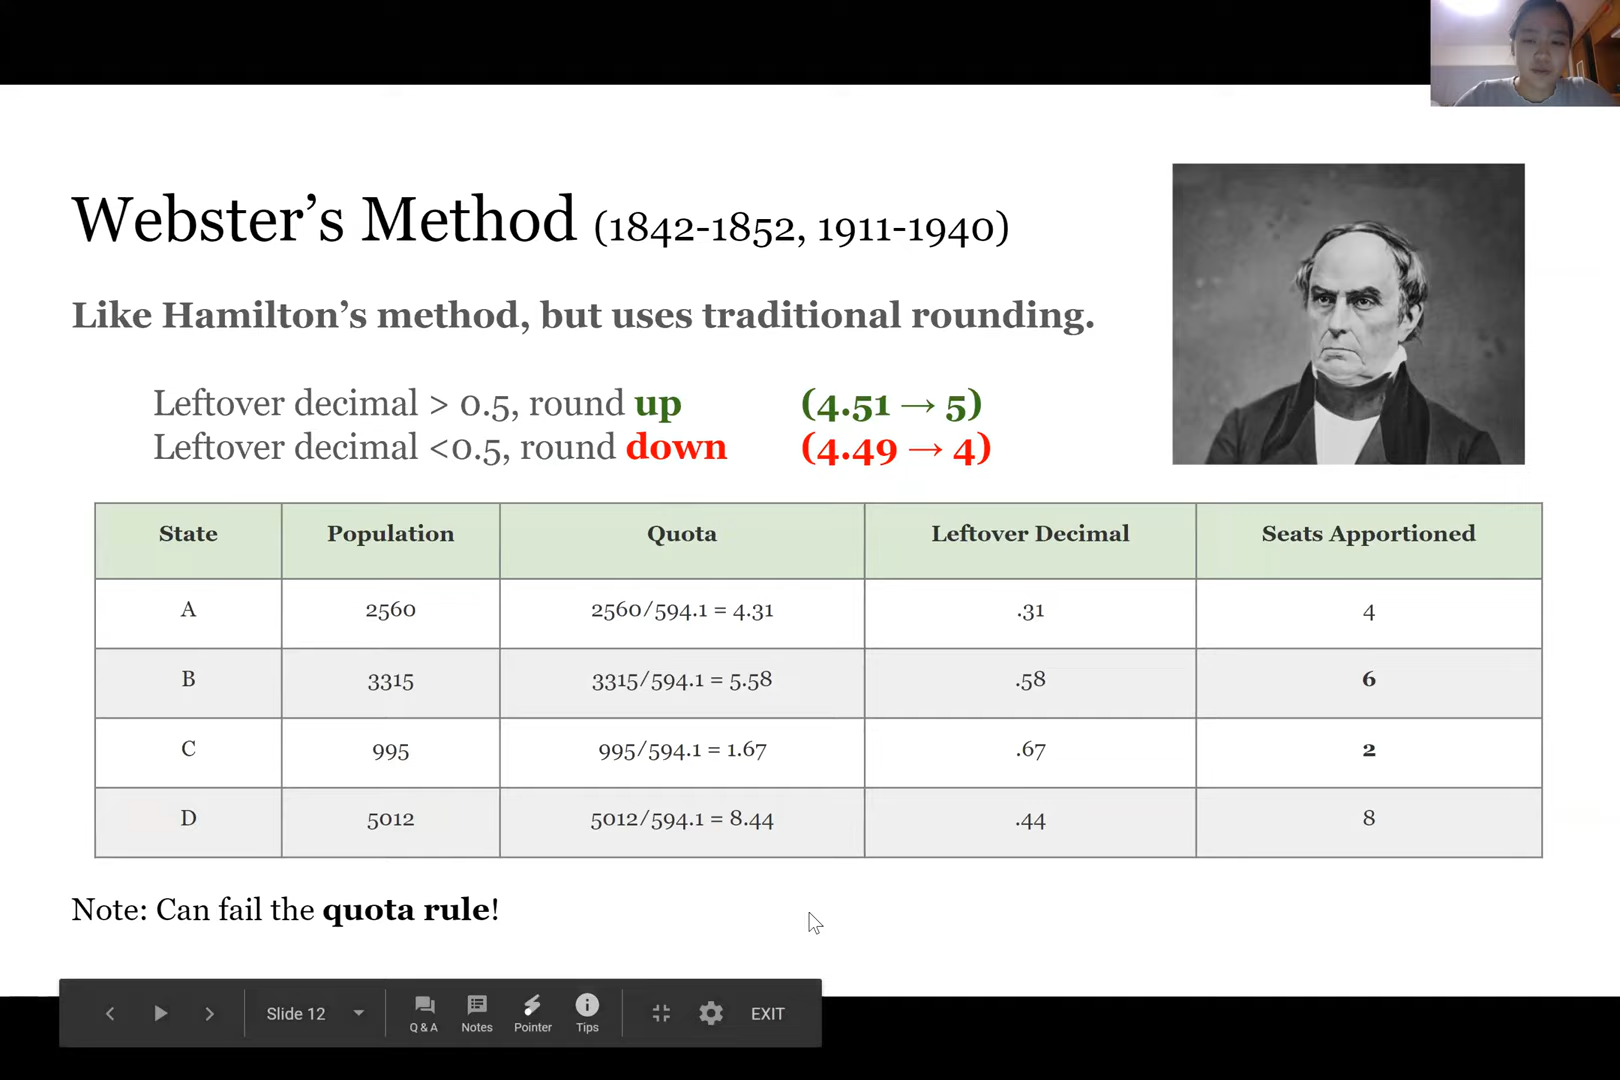 Webster’s Method (1842-1852, 1911-1940)
Like Hamilton’s method, but uses traditional rounding.
Leftover decimal > 0.5, round up (4.51 → 5)
Leftover decimal <0.5, round down (4.49 → 4)
State Population Quota Leftover Decimal Seats Apportioned
A 2560 2560/594.1 = 4.31 .31 4
B 3315 3315/594.1 = 5.58 .58 6
C 995 995/594.1 = 1.67 .67 2
D 5012 5012/594.1 = 8.44 .44 8
Note: Can fail the quota rule!
Slide 12 Q & A Notes Pointer Tips EXIT